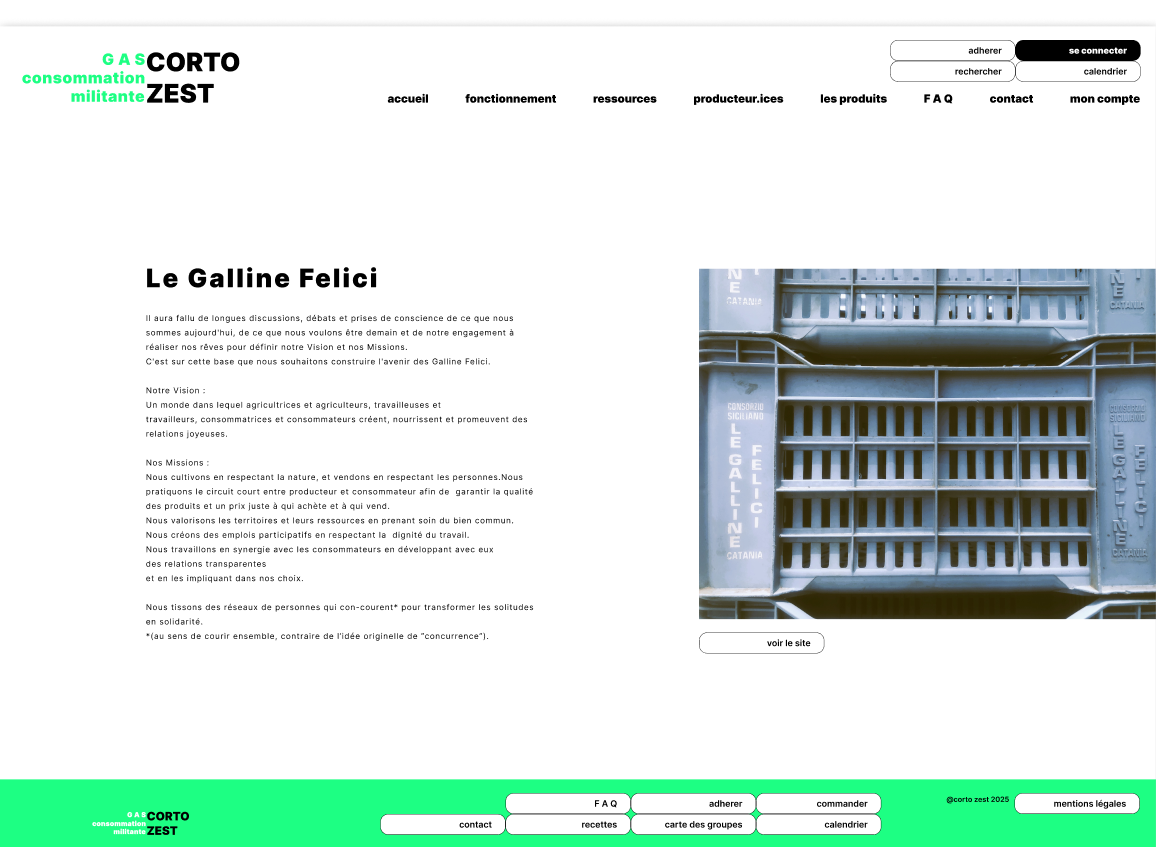 GAS CORTO
consommation
militante ZEST
adherer
se connecter
rechercher
calendrier
accueil fonctionnement ressources producteur.ices les produits F A Q contact mon compte
Le Galline Felici
Il aura fallu de longues discussions, débats et prises de conscience de ce que nous
sommes aujourd'hui, de ce que nous voulons être demain et de notre engagement à
réaliser nos rêves pour définir notre Vision et nos Missions.
C'est sur cette base que nous souhaitons construire l'avenir des Galline Felici.
Notre Vision :
Un monde dans lequel agricultrices et agriculteurs, travailleuses et
travailleurs, consommatrices et consommateurs créent, nourrissent et promeuvent des
relations joyeuses.
Nos Missions :
Nous cultivons en respectant la nature, et vendons en respectant les personnes.Nous
pratiquons le circuit court entre producteur et consommateur afin de  garantir la qualité
des produits et un prix juste à qui achète et à qui vend.
Nous valorisons les territoires et leurs ressources en prenant soin du bien commun.
Nous créons des emplois participatifs en respectant la  dignité du travail.
Nous travaillons en synergie avec les consommateurs en développant avec eux
des relations transparentes
et en les impliquant dans nos choix.
Nous tissons des réseaux de personnes qui con-courent* pour transformer les solitudes
en solidarité.
*(au sens de courir ensemble, contraire de l'idée originelle de "concurrence").
NE
FELICI
CATANIA
NE
CATANIA
CONSORZIO
SICILIANO
LE GALLINE
FELICI
CATANIA
CONSORZIO
SICILIANO
LE GALLINE
FELICI
CATANIA
voir le site
GAS CORTO
consommation
militante ZEST
F A Q
adherer
commander
contact
recettes
carte des groupes
calendrier
@corto zest 2025
mentions légales